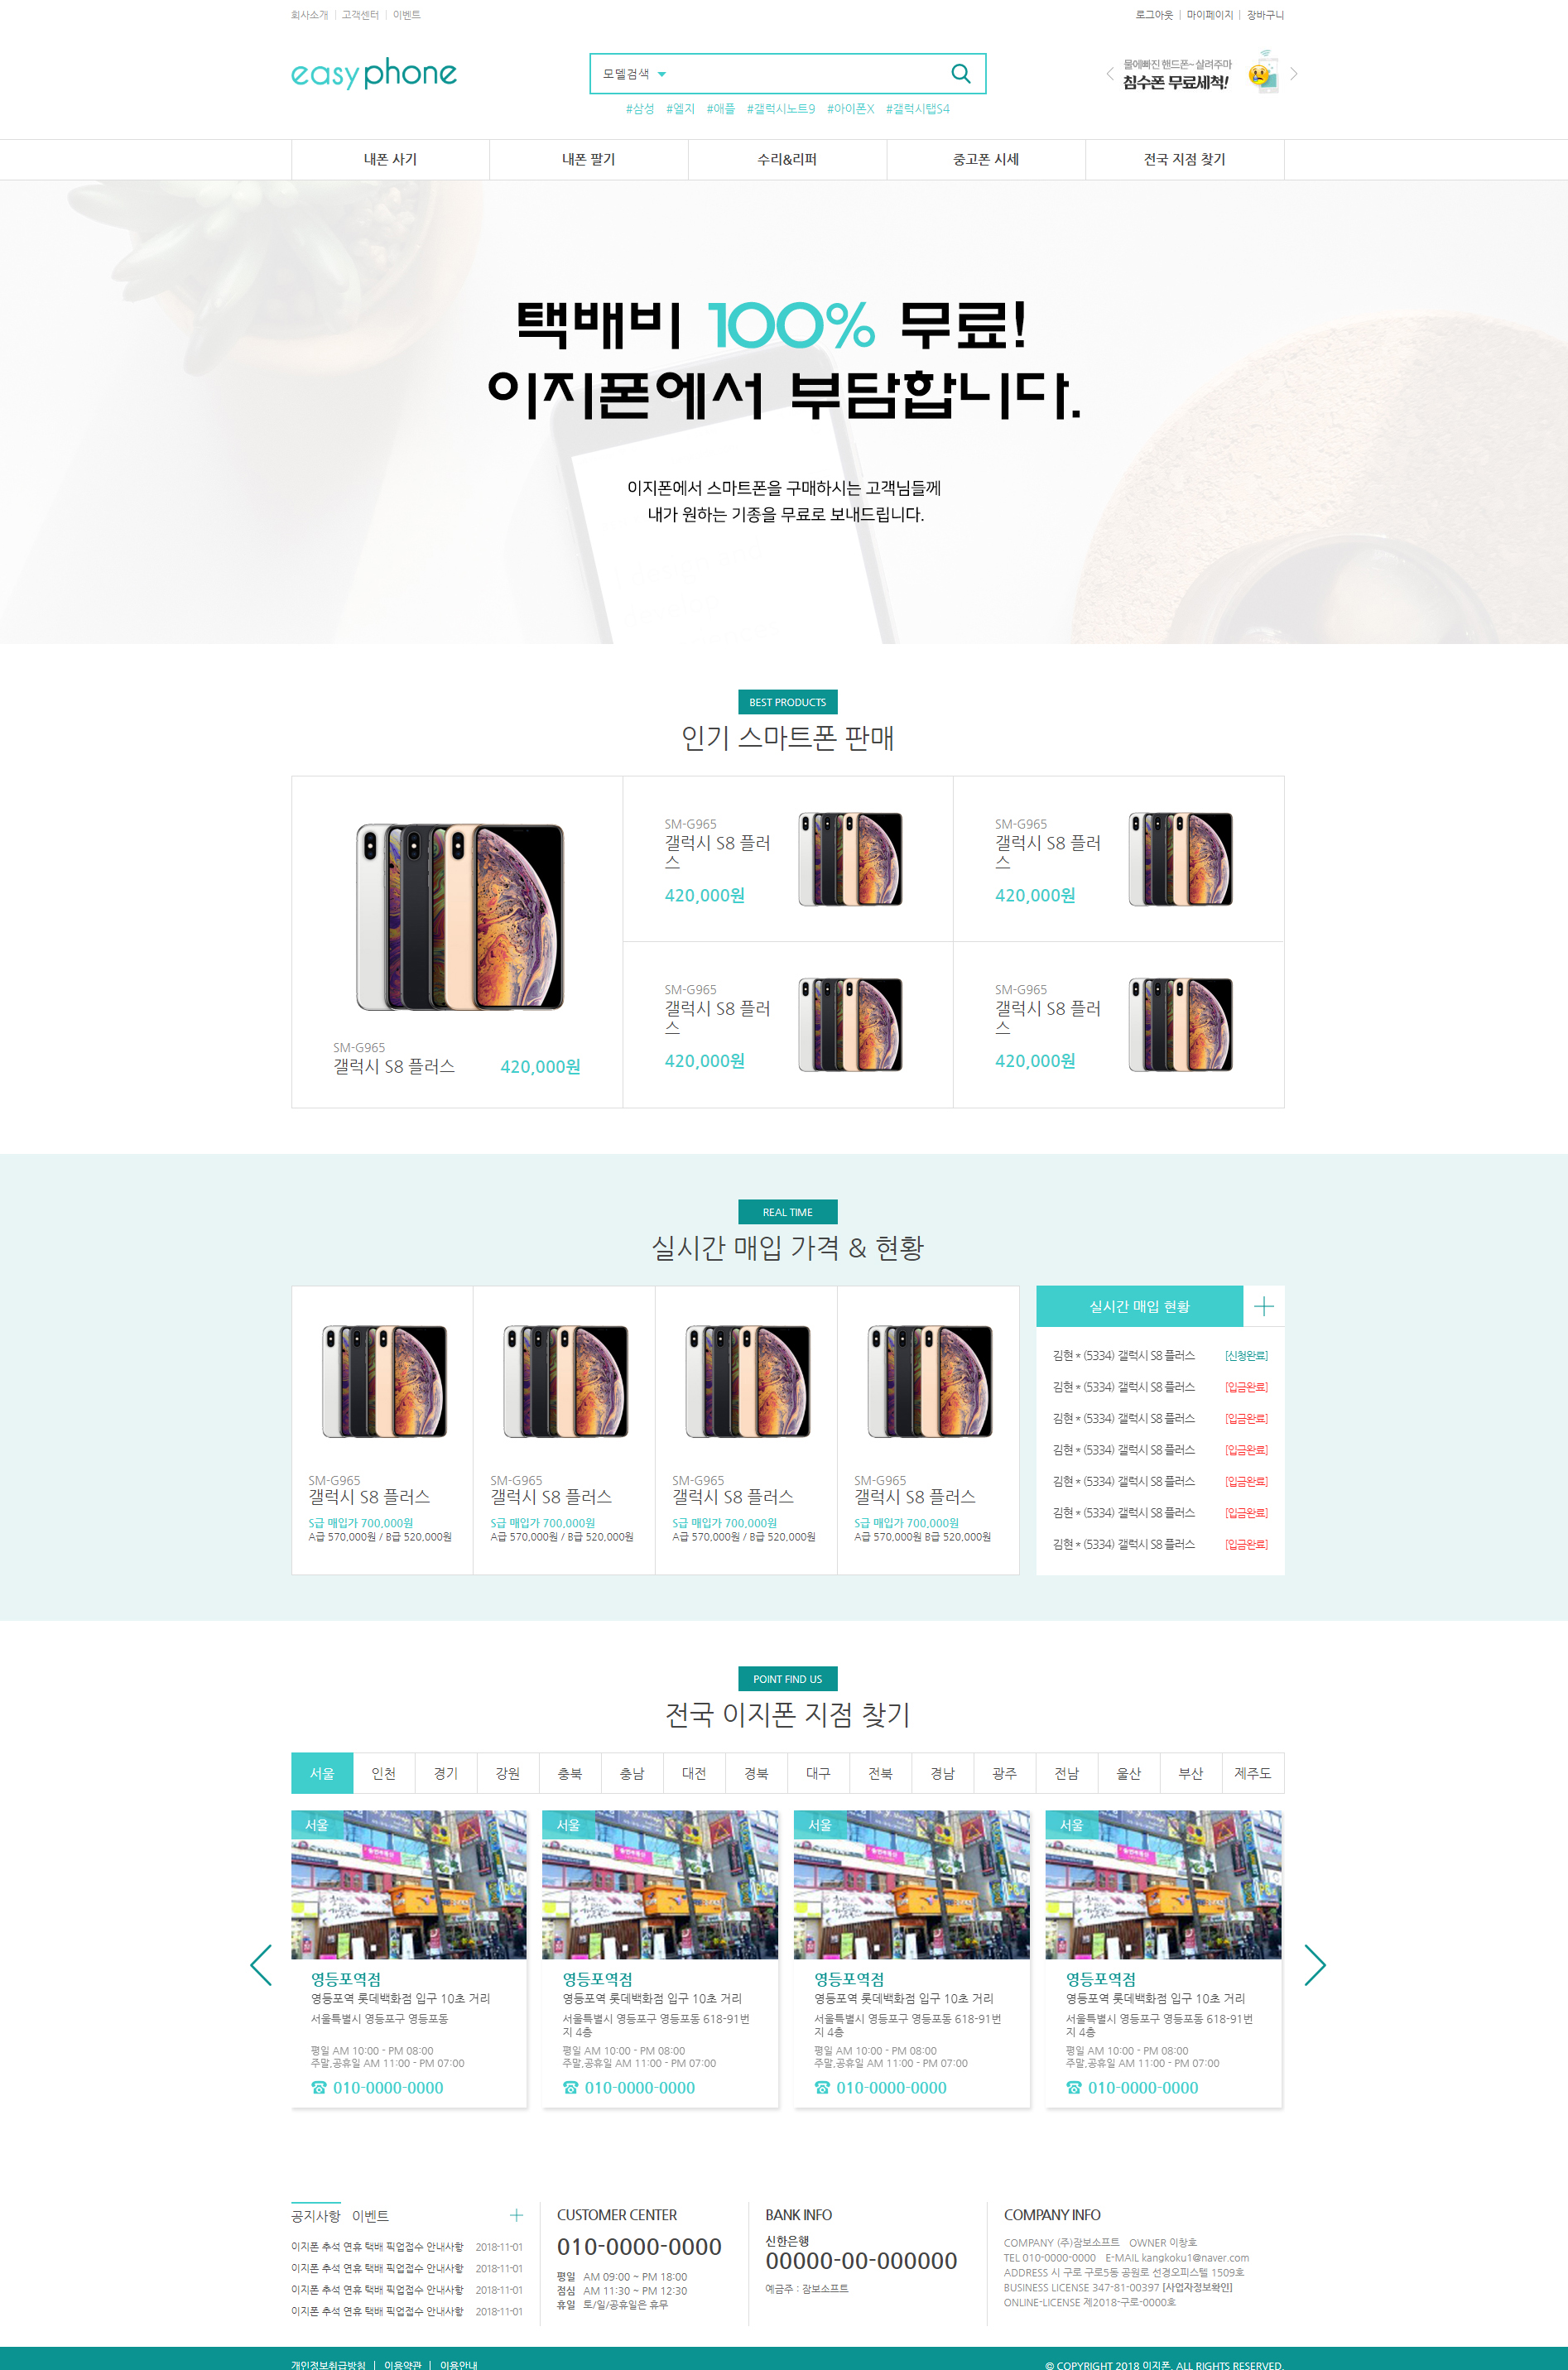 회사소개 | 고객센터 | 이벤트
로그아웃 | 마이페이지 | 장바구니
easyphone
모델검색
물에빠진 핸드폰~ 살려주마
침수폰 무료세척!
#삼성 #엘지 #애플 #갤럭시노트9 #아이폰X #갤럭시탭S4
내폰 사기
내폰 팔기
수리&리퍼
중고폰 시세
전국 지점 찾기
택배비 100% 무료!
이지폰에서 부담합니다.
이지폰에서 스마트폰을 구매하시는 고객님들께
내가 원하는 기종을 무료로 보내드립니다.
BEST PRODUCTS
인기 스마트폰 판매
SM-G965
갤럭시 S8 플러스
420,000원
SM-G965
갤럭시 S8 플러
스
420,000원
SM-G965
갤럭시 S8 플러
스
420,000원
SM-G965
갤럭시 S8 플러
스
420,000원
SM-G965
갤럭시 S8 플러
스
420,000원
REAL TIME
실시간 매입 가격 & 현황
SM-G965
갤럭시 S8 플러스
S급 매입가 700,000원
A급 570,000원 / B급 520,000원
SM-G965
갤럭시 S8 플러스
S급 매입가 700,000원
A급 570,000원 / B급 520,000원
SM-G965
갤럭시 S8 플러스
S급 매입가 700,000원
A급 570,000원 / B급 520,000원
SM-G965
갤럭시 S8 플러스
S급 매입가 700,000원
A급 570,000원 B급 520,000원
실시간 매입 현황
김현 * (5334) 갤럭시 S8 플러스 [신청완료]
김현 * (5334) 갤럭시 S8 플러스 [입금완료]
김현 * (5334) 갤럭시 S8 플러스 [입금완료]
김현 * (5334) 갤럭시 S8 플러스 [입금완료]
김현 * (5334) 갤럭시 S8 플러스 [입금완료]
김현 * (5334) 갤럭시 S8 플러스 [입금완료]
김현 * (5334) 갤럭시 S8 플러스 [입금완료]
POINT FIND US
전국 이지폰 지점 찾기
서울 인천 경기 강원 충북 충남 대전 경북 대구 전북 경남 광주 전남 울산 부산 제주도
서울
영등포역점
영등포역 롯데백화점 입구 10초 거리
서울특별시 영등포구 영등포동
평일 AM 10:00 - PM 08:00
주말,공휴일 AM 11:00 - PM 07:00
010-0000-0000
서울
영등포역점
영등포역 롯데백화점 입구 10초 거리
서울특별시 영등포구 영등포동 618-91번
지 4층
평일 AM 10:00 - PM 08:00
주말,공휴일 AM 11:00 - PM 07:00
010-0000-0000
서울
영등포역점
영등포역 롯데백화점 입구 10초 거리
서울특별시 영등포구 영등포동 618-91번
지 4층
평일 AM 10:00 - PM 08:00
주말,공휴일 AM 11:00 - PM 07:00
010-0000-0000
서울
영등포역점
영등포역 롯데백화점 입구 10초 거리
서울특별시 영등포구 영등포동 618-91번
지 4층
평일 AM 10:00 - PM 08:00
주말,공휴일 AM 11:00 - PM 07:00
010-0000-0000
공지사항 이벤트
이지폰 추석 연휴 택배 픽업접수 안내사항 2018-11-01
이지폰 추석 연휴 택배 픽업접수 안내사항 2018-11-01
이지폰 추석 연휴 택배 픽업접수 안내사항 2018-11-01
이지폰 추석 연휴 택배 픽업접수 안내사항 2018-11-01
CUSTOMER CENTER
010-0000-0000
평일 AM 09:00 ~ PM 18:00
점심 AM 11:30 ~ PM 12:30
휴일 토/일/공휴일은 휴무
BANK INFO
신한은행
00000-00-000000
예금주 : 잠보소프트
COMPANY INFO
COMPANY (주)잠보소프트 OWNER 이창호
TEL 010-0000-0000 E-MAIL kangkoku1@naver.com
ADDRESS 시 구로 구로5동 공원로 선경오피스텔 1509호
BUSINESS LICENSE 347-81-00397 [사업자정보확인]
ONLINE-LICENSE 제2018-구로-0000호
개인정보취급방침 | 이용약관 | 이용안내
© COPYRIGHT 2018 이지폰. ALL RIGHTS RESERVED.